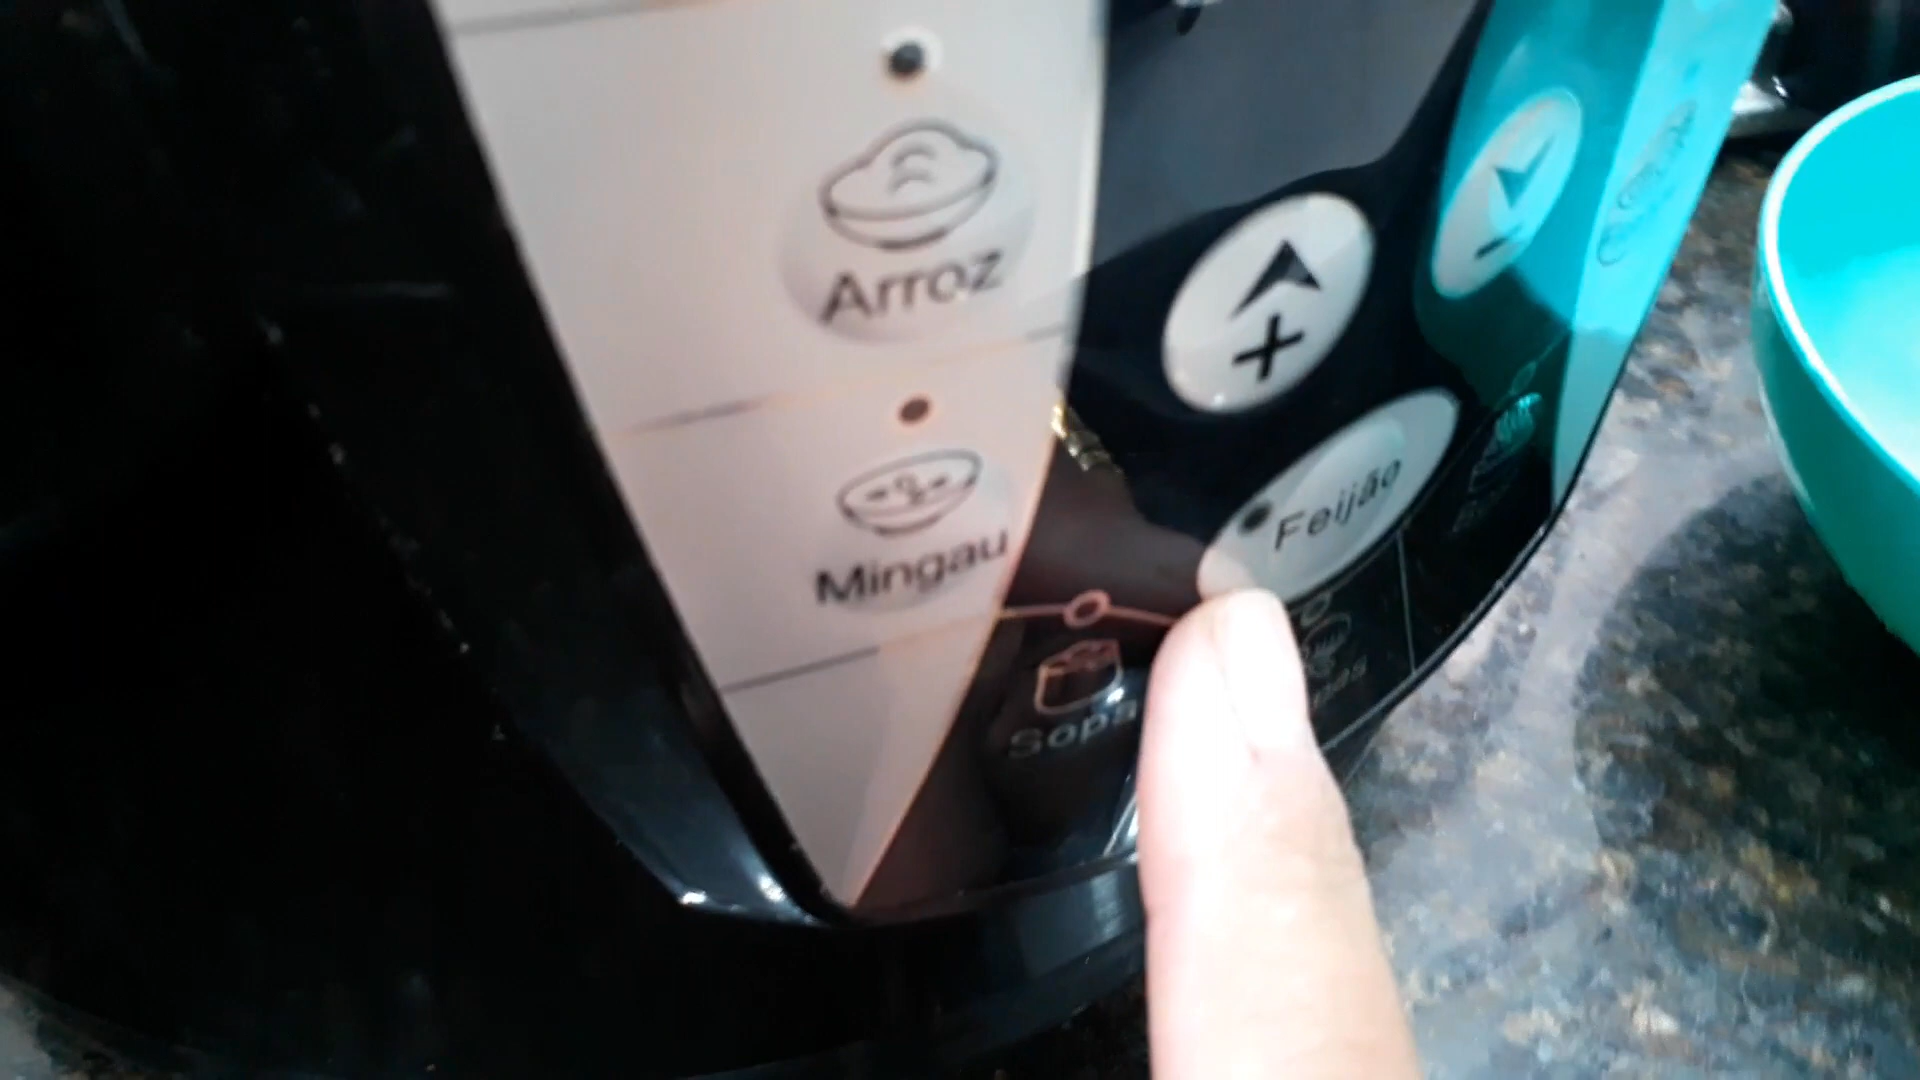 Arroz
+
-
Feijão
Mingau
Sopa